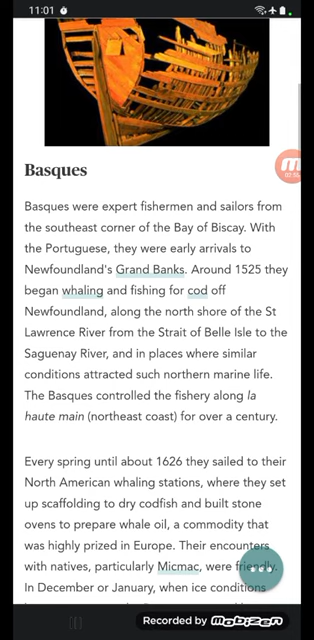 11:01
Basques
Basques were expert fishermen and sailors from
the southeast corner of the Bay of Biscay. With
the Portuguese, they were early arrivals to
Newfoundland's Grand Banks. Around 1525 they
began whaling and fishing for cod off
Newfoundland, along the north shore of the St
Lawrence River from the Strait of Belle Isle to the
Saguenay River, and in places where similar
conditions attracted such northern marine life.
The Basques controlled the fishery along la
haute main (northeast coast) for over a century.
Every spring until about 1626 they sailed to their
North American whaling stations, where they set
up scaffolding to dry codfish and built stone
ovens to prepare whale oil, a commodity that
was highly prized in Europe. Their encounters
with natives, particularly Micmac, were friendly.
In December or January, when ice conditions
Recorded by mobizen